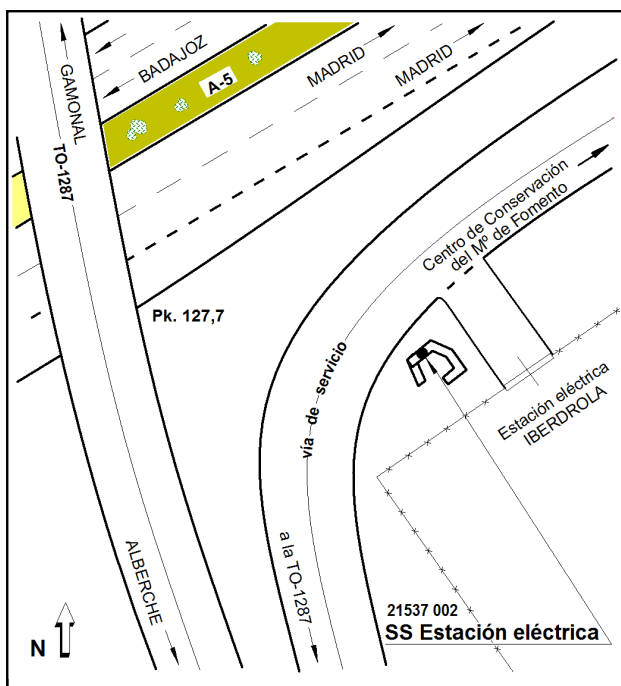 GAMONAL
TO-1287
BADAJOZ
A-5
MADRID
MADRID
Centro de Conservación
del Mº de Fomento
Pk. 127,7
vía de servicio
Estación eléctrica
IBERDROLA
ALBERCHE
a la TO-1287
N
21537 002
SS Estación eléctrica